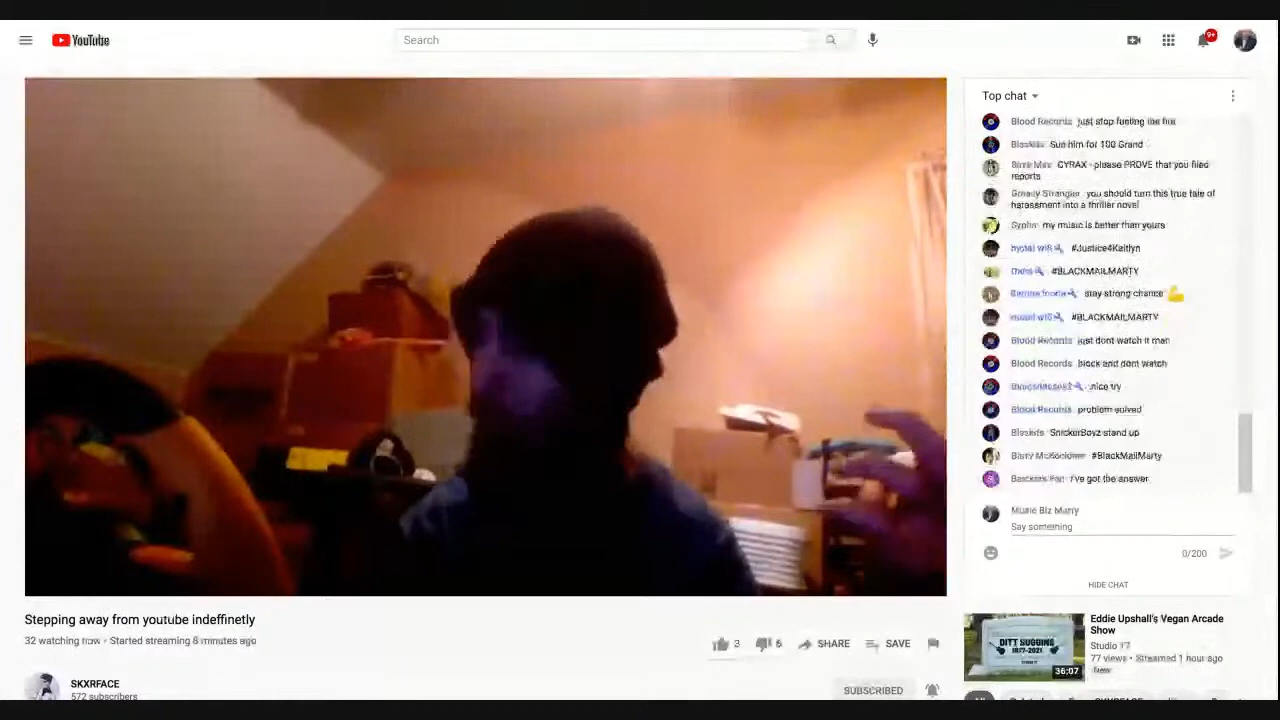 YouTube
Search
9+
Top chat
Blood Records just stop fueling the fire
Sue him for 100 Grand
CYRAX - please PROVE that you filed
reports
Greasy Stranger you should turn this true tale of
harassment into a thriller novel
my music is better than yours
#Justice4Kaitlyn
#BLACKMAILMARTY
stay strong chance
#BLACKMAILMARTY
Blood Records just dont watch it man
Blood Records block and dont watch
nice try
Blood Records problem solved
SnickerBoyz stand up
#BlackMailMarty
I've got the answer
Music Biz Marty
Say something
0/200
HIDE CHAT
Stepping away from youtube indeffinetly
32 watching now • Started streaming 8 minutes ago
3
6
SHARE
SAVE
SKXRFACE
572 subscribers
SUBSCRIBED
36:07
Eddie Upshall's Vegan Arcade
Show
Studio 17
77 views • Streamed 1 hour ago
New